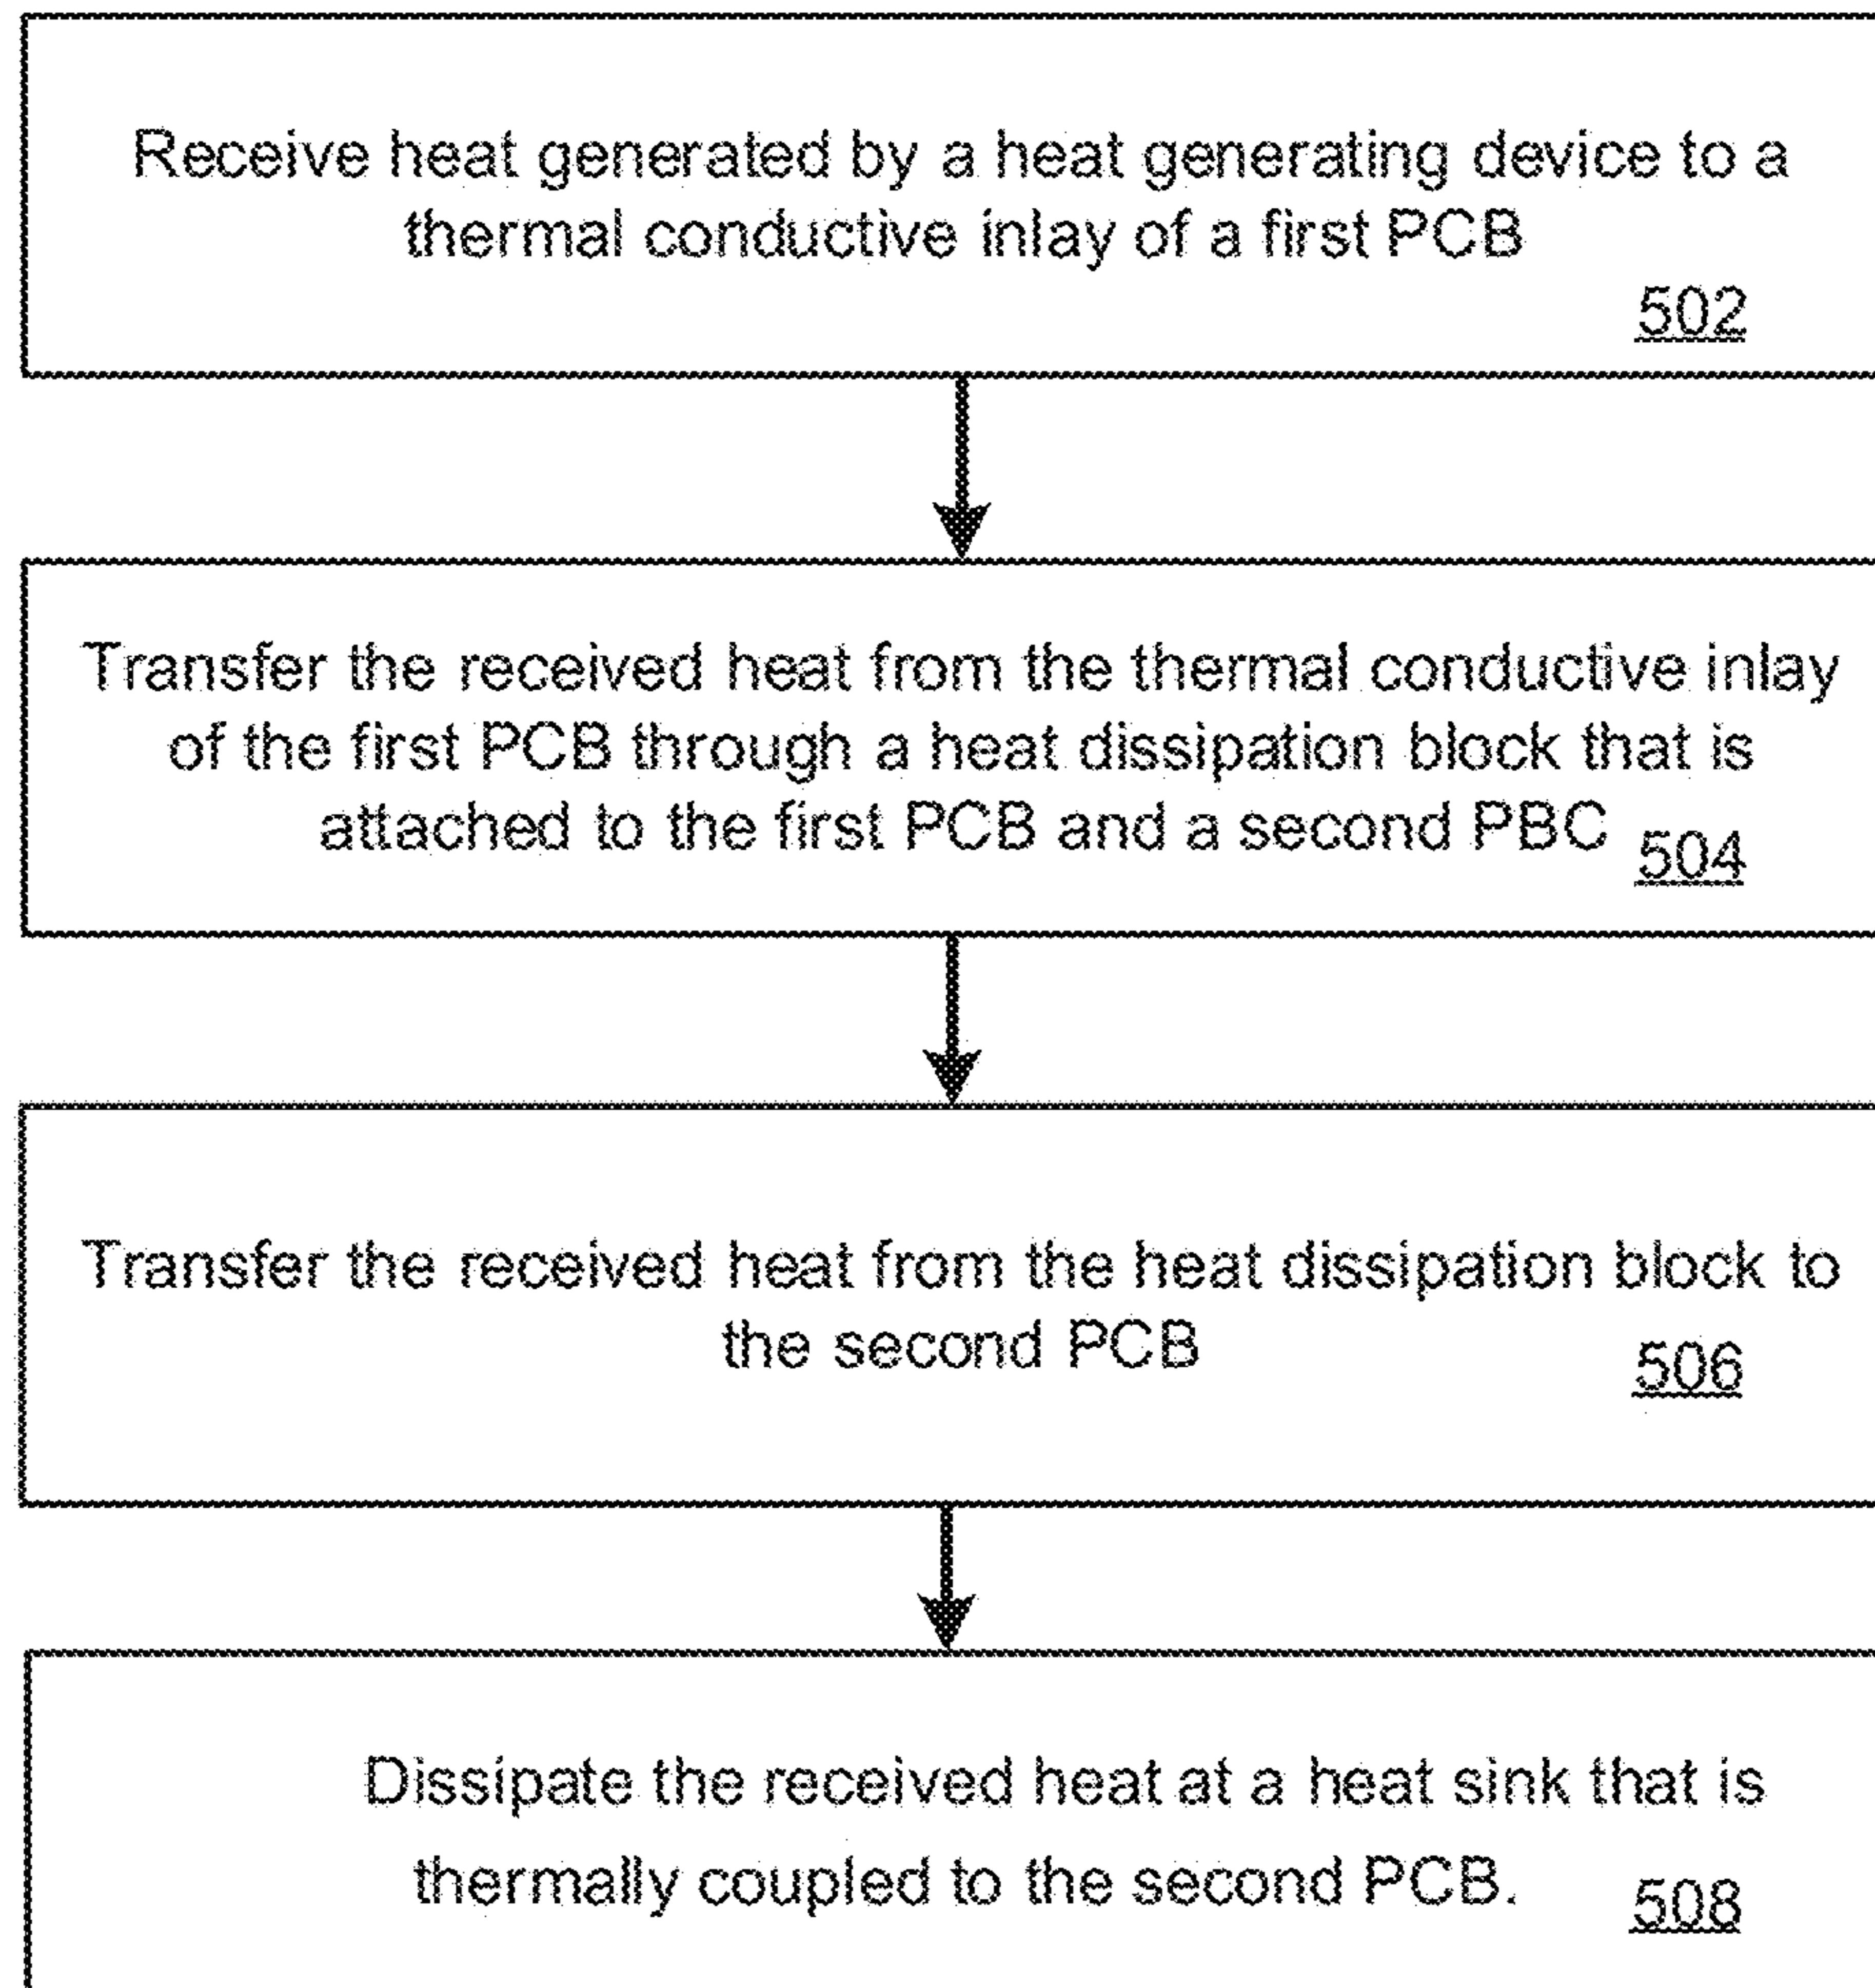 Receive heat generated by a heat generating device to a
thermal conductive inlay of a first PCB
502
Transfer the received heat from the thermal conductive inlay
of the first PCB through a heat dissipation block that is
attached to the first PCB and a second PBC
504
Transfer the received heat from the heat dissipation block to
the second PCB
506
Dissipate the received heat at a heat sink that is
thermally coupled to the second PCB.
508